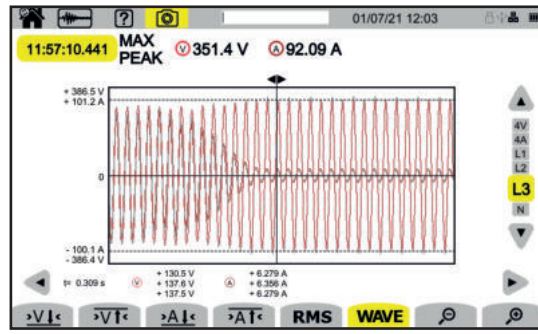 ? 01/07/21 12:03
11:57:10.441 MAX PEAK V 351.4 V A 92.09 A
+ 386.5 V
+ 101.2 A
0
- 100.1 A
- 386.4 V
4V
4A
L1
L2
L3
N
t= 0.309 s V + 130.5 V + 137.6 V + 137.5 V A + 6.279 A + 6.356 A + 6.279 A
>V↓< >V↑< >A↓< >A↑< RMS WAVE